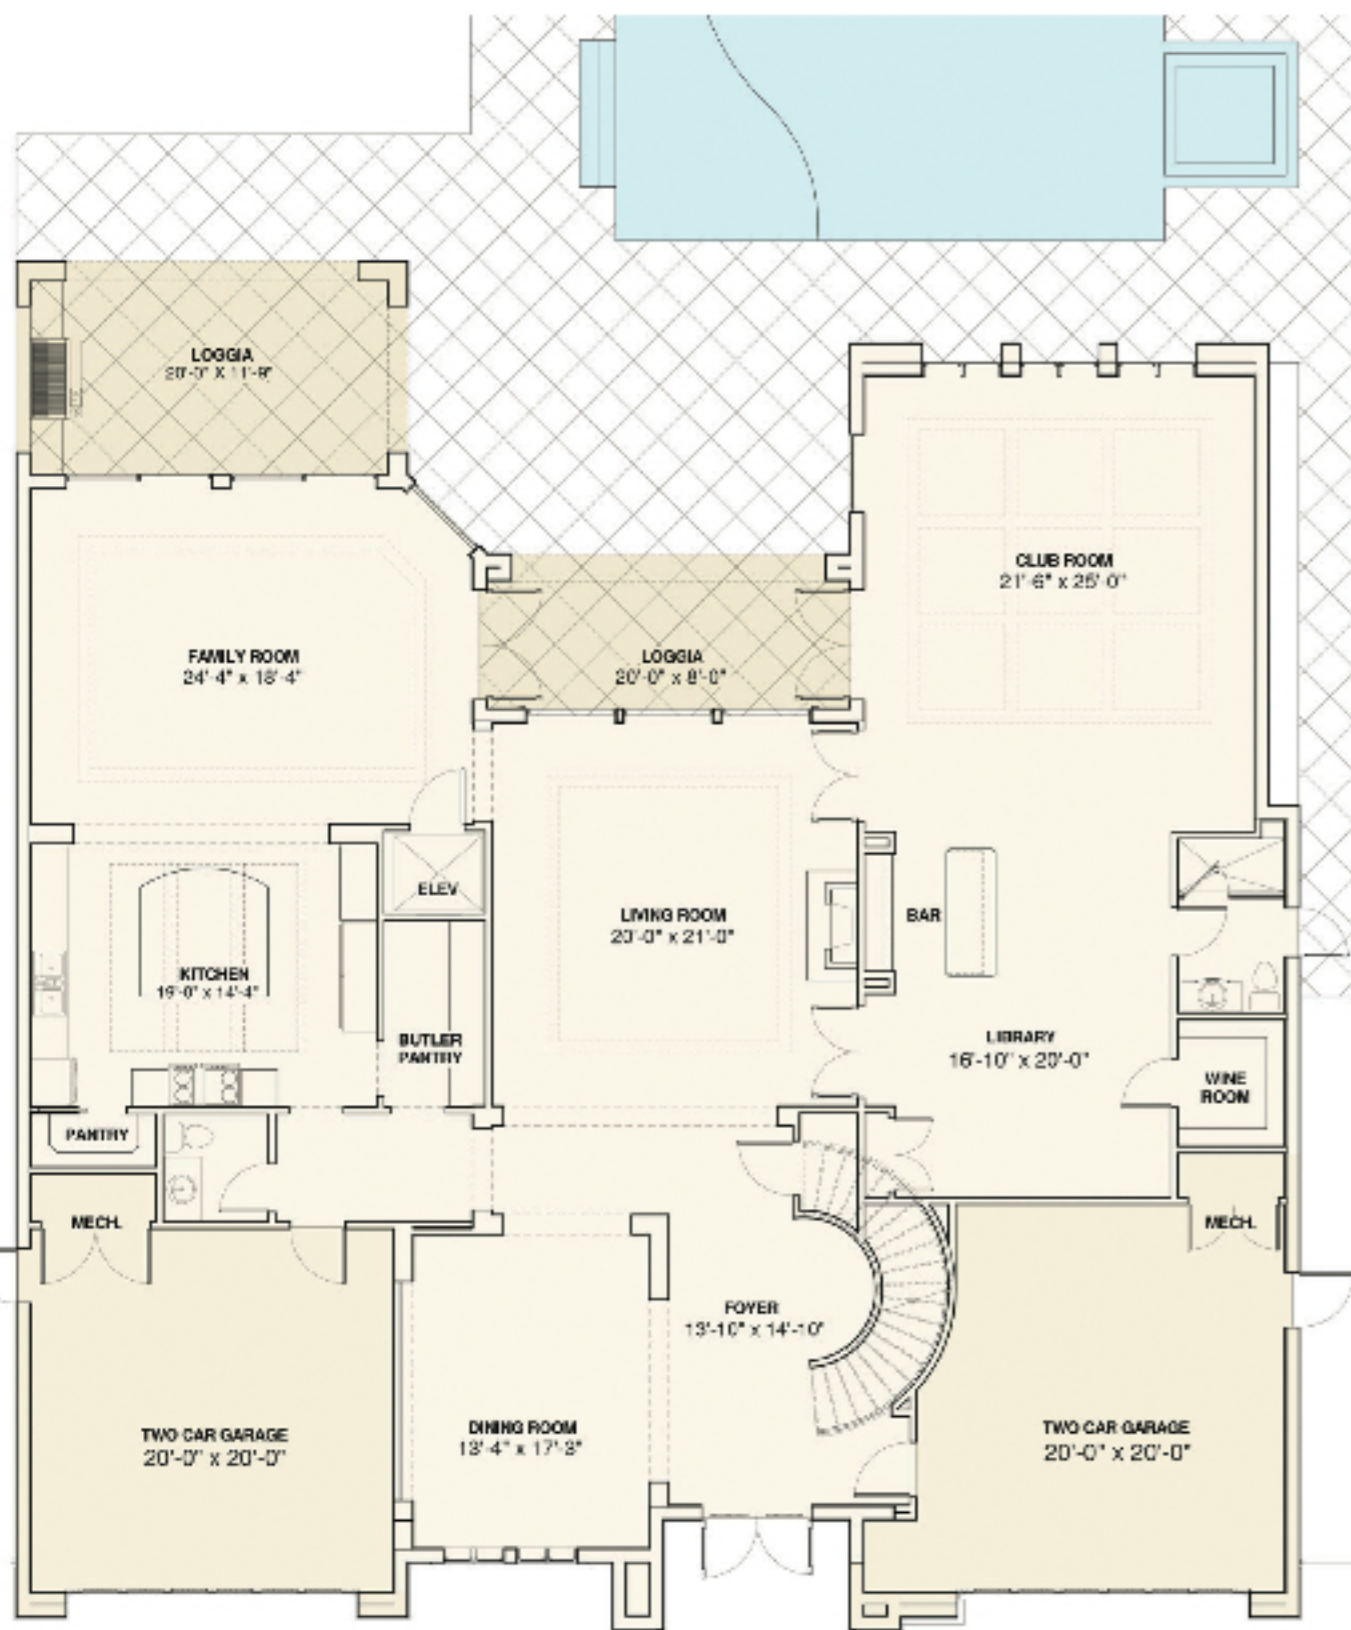 LOGGIA
20'-0" X 11'-9"
CLUB ROOM
21'-6" x 25'-0"
FAMILY ROOM
24'-4" x 18'-4"
LOGGIA
20'-0" x 8'-0"
ELEV
LIVING ROOM
20'-0" x 21'-0"
BAR
KITCHEN
19'-0" x 14'-4"
BUTLER
PANTRY
LIBRARY
16'-10" x 20'-0"
WINE
ROOM
PANTRY
MECH.
MECH.
FOYER
13'-10" x 14'-10"
TWO CAR GARAGE
20'-0" x 20'-0"
DINING ROOM
13'-4" x 17'-3"
TWO CAR GARAGE
20'-0" x 20'-0"